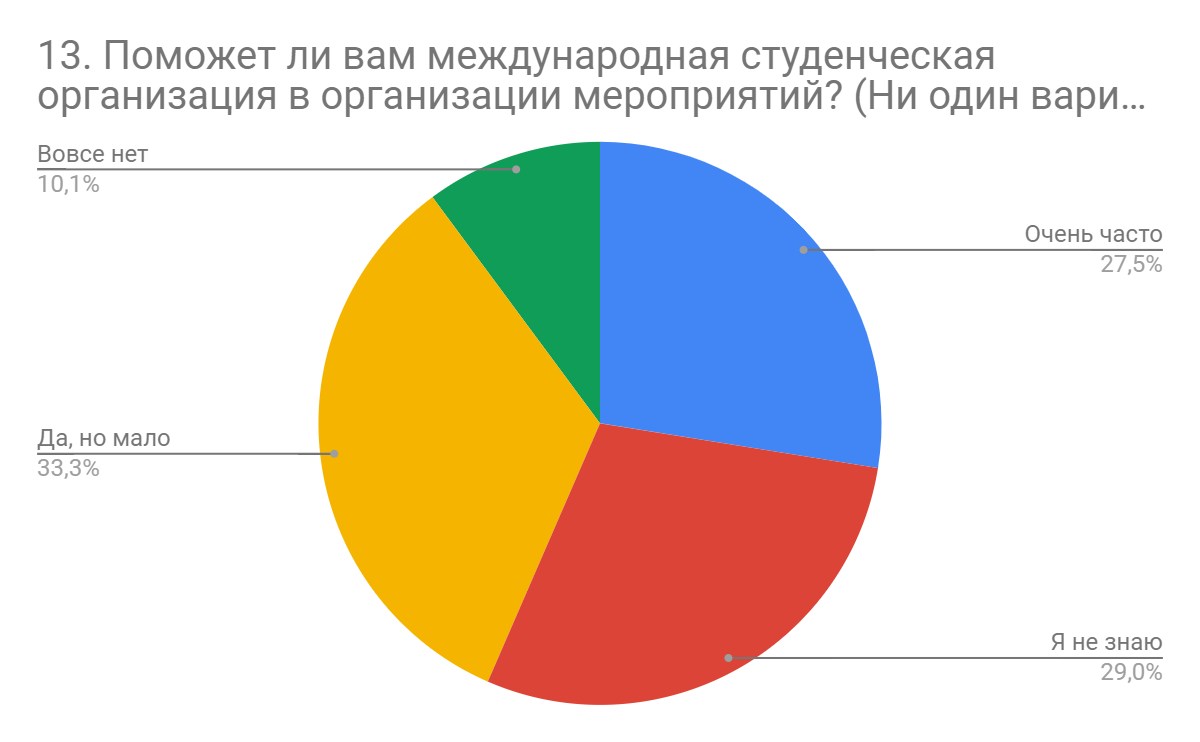 13. Поможет ли вам международная студенческая
организация в организации мероприятий? (Ни один вари…
Вовсе нет
10,1%
Очень часто
27,5%
Да, но мало
33,3%
Я не знаю
29,0%